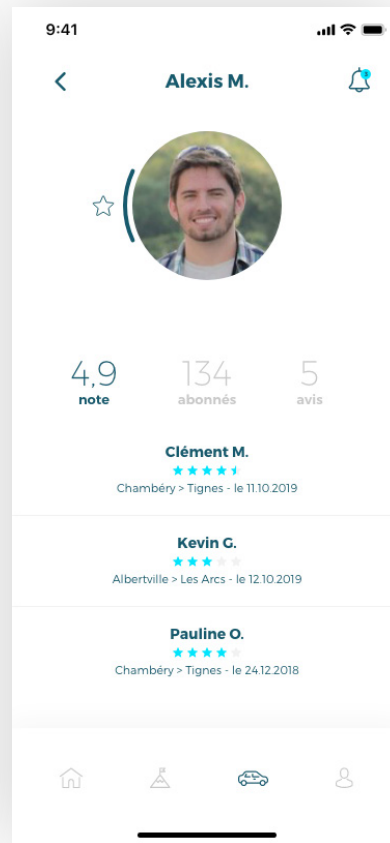 9:41
Alexis M.
4,9 134 5
note abonnés avis
Clément M.
Chambéry > Tignes - le 11.10.2019
Kevin G.
Albertville > Les Arcs - le 12.10.2019
Pauline O.
Chambéry > Tignes - le 24.12.2018